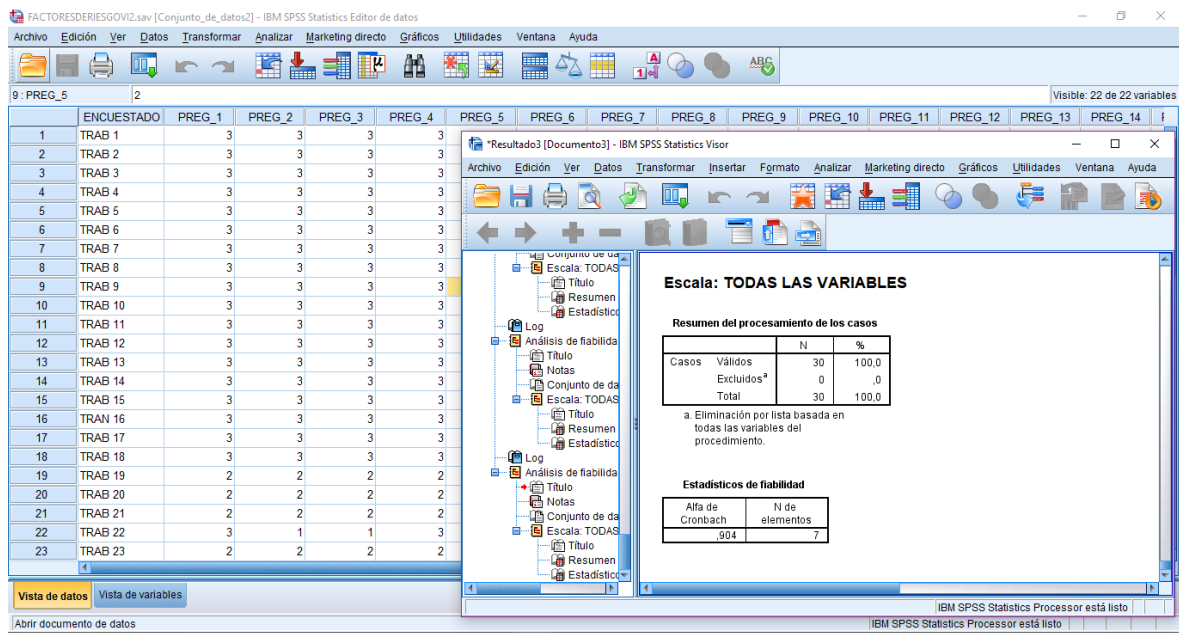 FACTORESDERIESGOVI2.sav [Conjunto_de_datos2] - IBM SPSS Statistics Editor de datos
Archivo Edición Ver Datos Transformar Analizar Marketing directo Gráficos Utilidades Ventana Ayuda
9 : PREG_5 2 Visible: 22 de 22 variables
ENCUESTADO PREG_1 PREG_2 PREG_3 PREG_4 PREG_5 PREG_6 PREG_7 PREG_8 PREG_9 PREG_10 PREG_11 PREG_12 PREG_13 PREG_14
1 TRAB 1 3 3 3 3
2 TRAB 2 3 3 3 3
3 TRAB 3 3 3 3 3
4 TRAB 4 3 3 3 3
5 TRAB 5 3 3 3 3
6 TRAB 6 3 3 3 3
7 TRAB 7 3 3 3 3
8 TRAB 8 3 3 3 3
9 TRAB 9 3 3 3 3
10 TRAB 10 3 3 3 3
11 TRAB 11 3 3 3 3
12 TRAB 12 3 3 3 3
13 TRAB 13 3 3 3 3
14 TRAB 14 3 3 3 3
15 TRAB 15 3 3 3 3
16 TRAN 16 3 3 3 3
17 TRAB 17 3 3 3 3
18 TRAB 18 3 3 3 3
19 TRAB 19 2 2 2 2
20 TRAB 20 2 2 2 2
21 TRAB 21 2 2 2 2
22 TRAB 22 3 1 1 3
23 TRAB 23 2 2 2 2
Vista de datos Vista de variables
Abrir documento de datos IBM SPSS Statistics Processor está listo
*Resultado3 [Documento3] - IBM SPSS Statistics Visor
Archivo Edición Ver Datos Transformar Insertar Formato Analizar Marketing directo Gráficos Utilidades Ventana Ayuda
Conjunto de da
Escala: TODAS
Título
Resumen
Estadístico
Log
Análisis de fiabilida
Título
Notas
Conjunto de da
Escala: TODAS
Título
Resumen
Estadístic
Log
Análisis de fiabilida
Título
Notas
Conjunto de da
Escala: TODAS
Título
Resumen
Estadístic
Escala: TODAS LAS VARIABLES
Resumen del procesamiento de los casos
N %
Casos Válidos 30 100,0
Excluidosa 0 ,0
Total 30 100,0
a. Eliminación por lista basada en
todas las variables del
procedimiento.
Estadísticos de fiabilidad
Alfa de N de
Cronbach elementos
,904 7
IBM SPSS Statistics Processor está listo